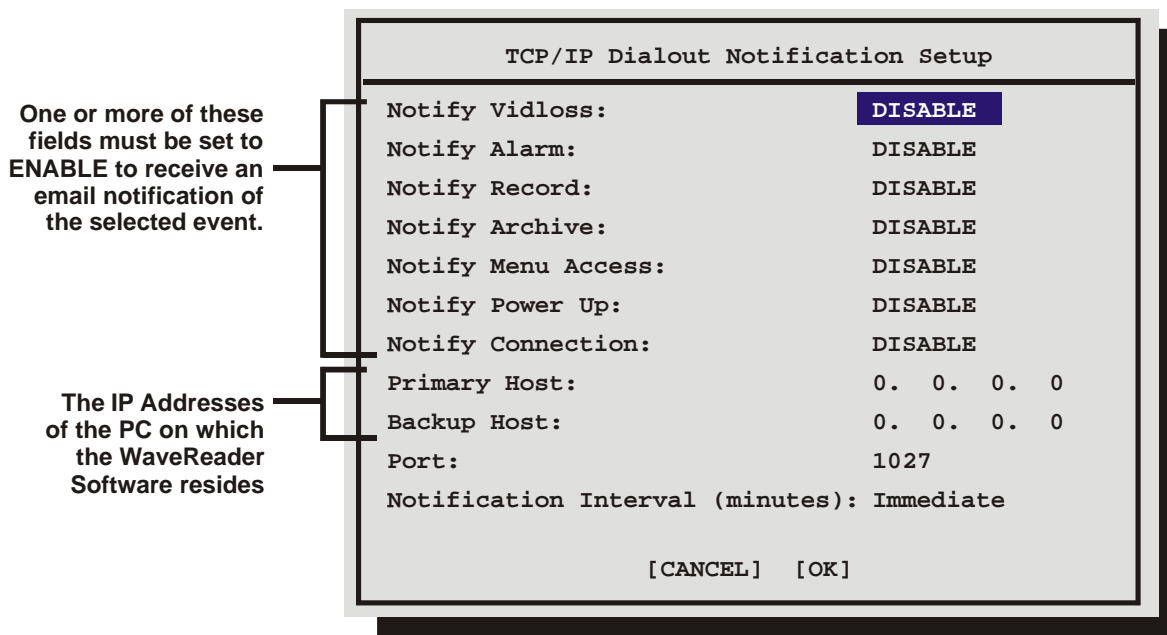 TCP/IP Dialout Notification Setup
One or more of these
fields must be set to
ENABLE to receive an
email notification of
the selected event.
Notify Vidloss: DISABLE
Notify Alarm: DISABLE
Notify Record: DISABLE
Notify Archive: DISABLE
Notify Menu Access: DISABLE
Notify Power Up: DISABLE
Notify Connection: DISABLE
The IP Addresses
of the PC on which
the WaveReader
Software resides
Primary Host: 0. 0. 0. 0
Backup Host: 0. 0. 0. 0
Port: 1027
Notification Interval (minutes): Immediate
[CANCEL] [OK]